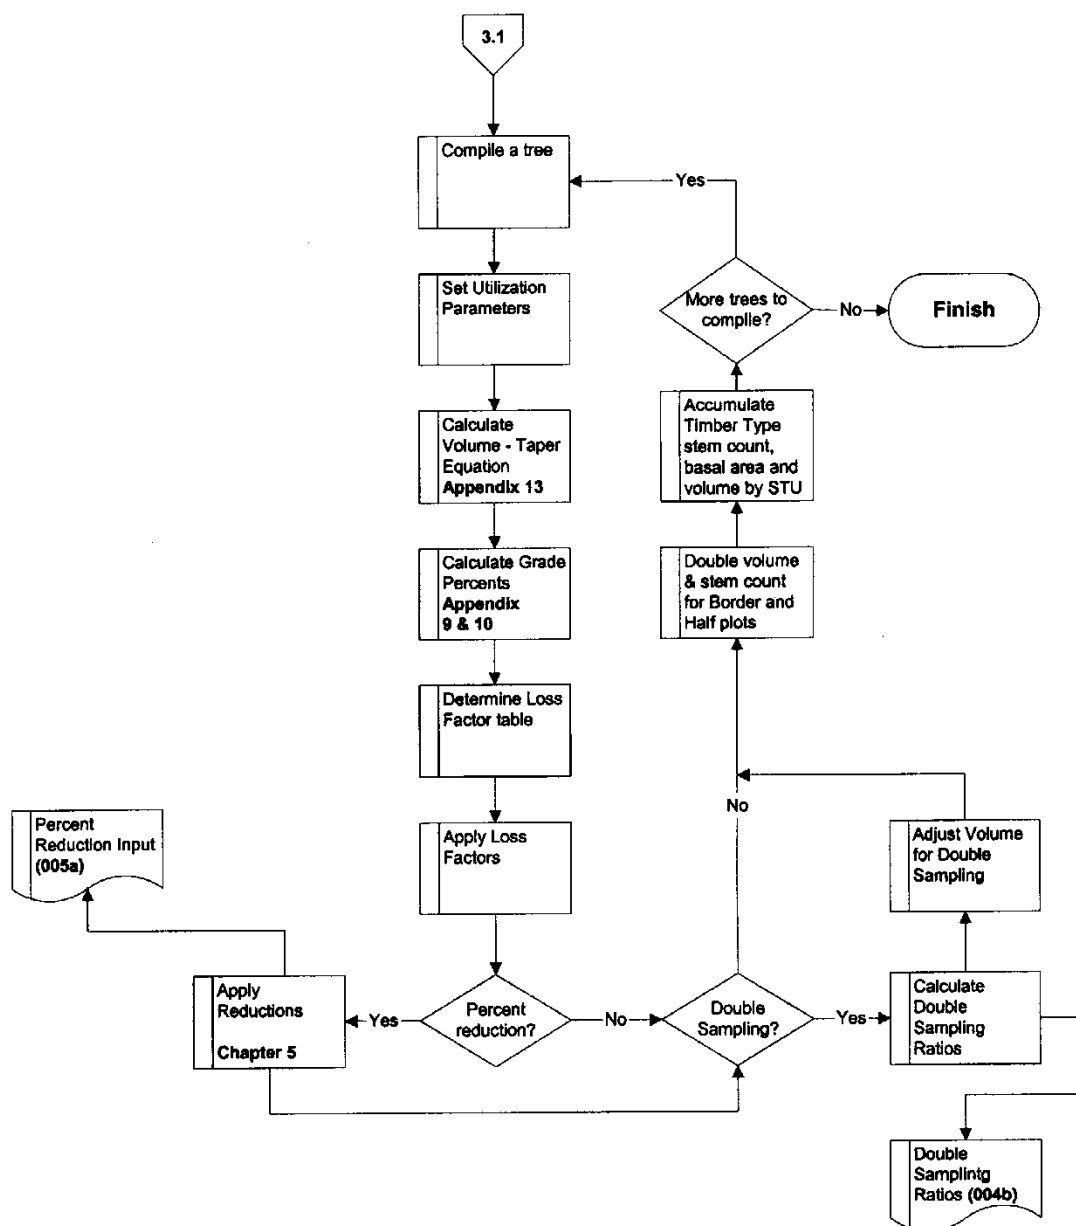 3.1
Compile a tree
Yes
Set Utilization
Parameters
More trees to
compile?
No
Finish
Calculate
Volume - Taper
Equation
Appendix 13
Accumulate
Timber Type
stem count,
basal area and
volume by STU
Calculate Grade
Percents
Appendix
9 & 10
Double volume
& stem count
for Border and
Half plots
Determine Loss
Factor table
No
Percent
Reduction Input
(005a)
Apply Loss
Factors
Adjust Volume
for Double
Sampling
Apply
Reductions
Chapter 5
Yes
Percent
reduction?
No
Double
Sampling?
Yes
Calculate
Double
Sampling
Ratios
Double
Samplintg
Ratios (004b)